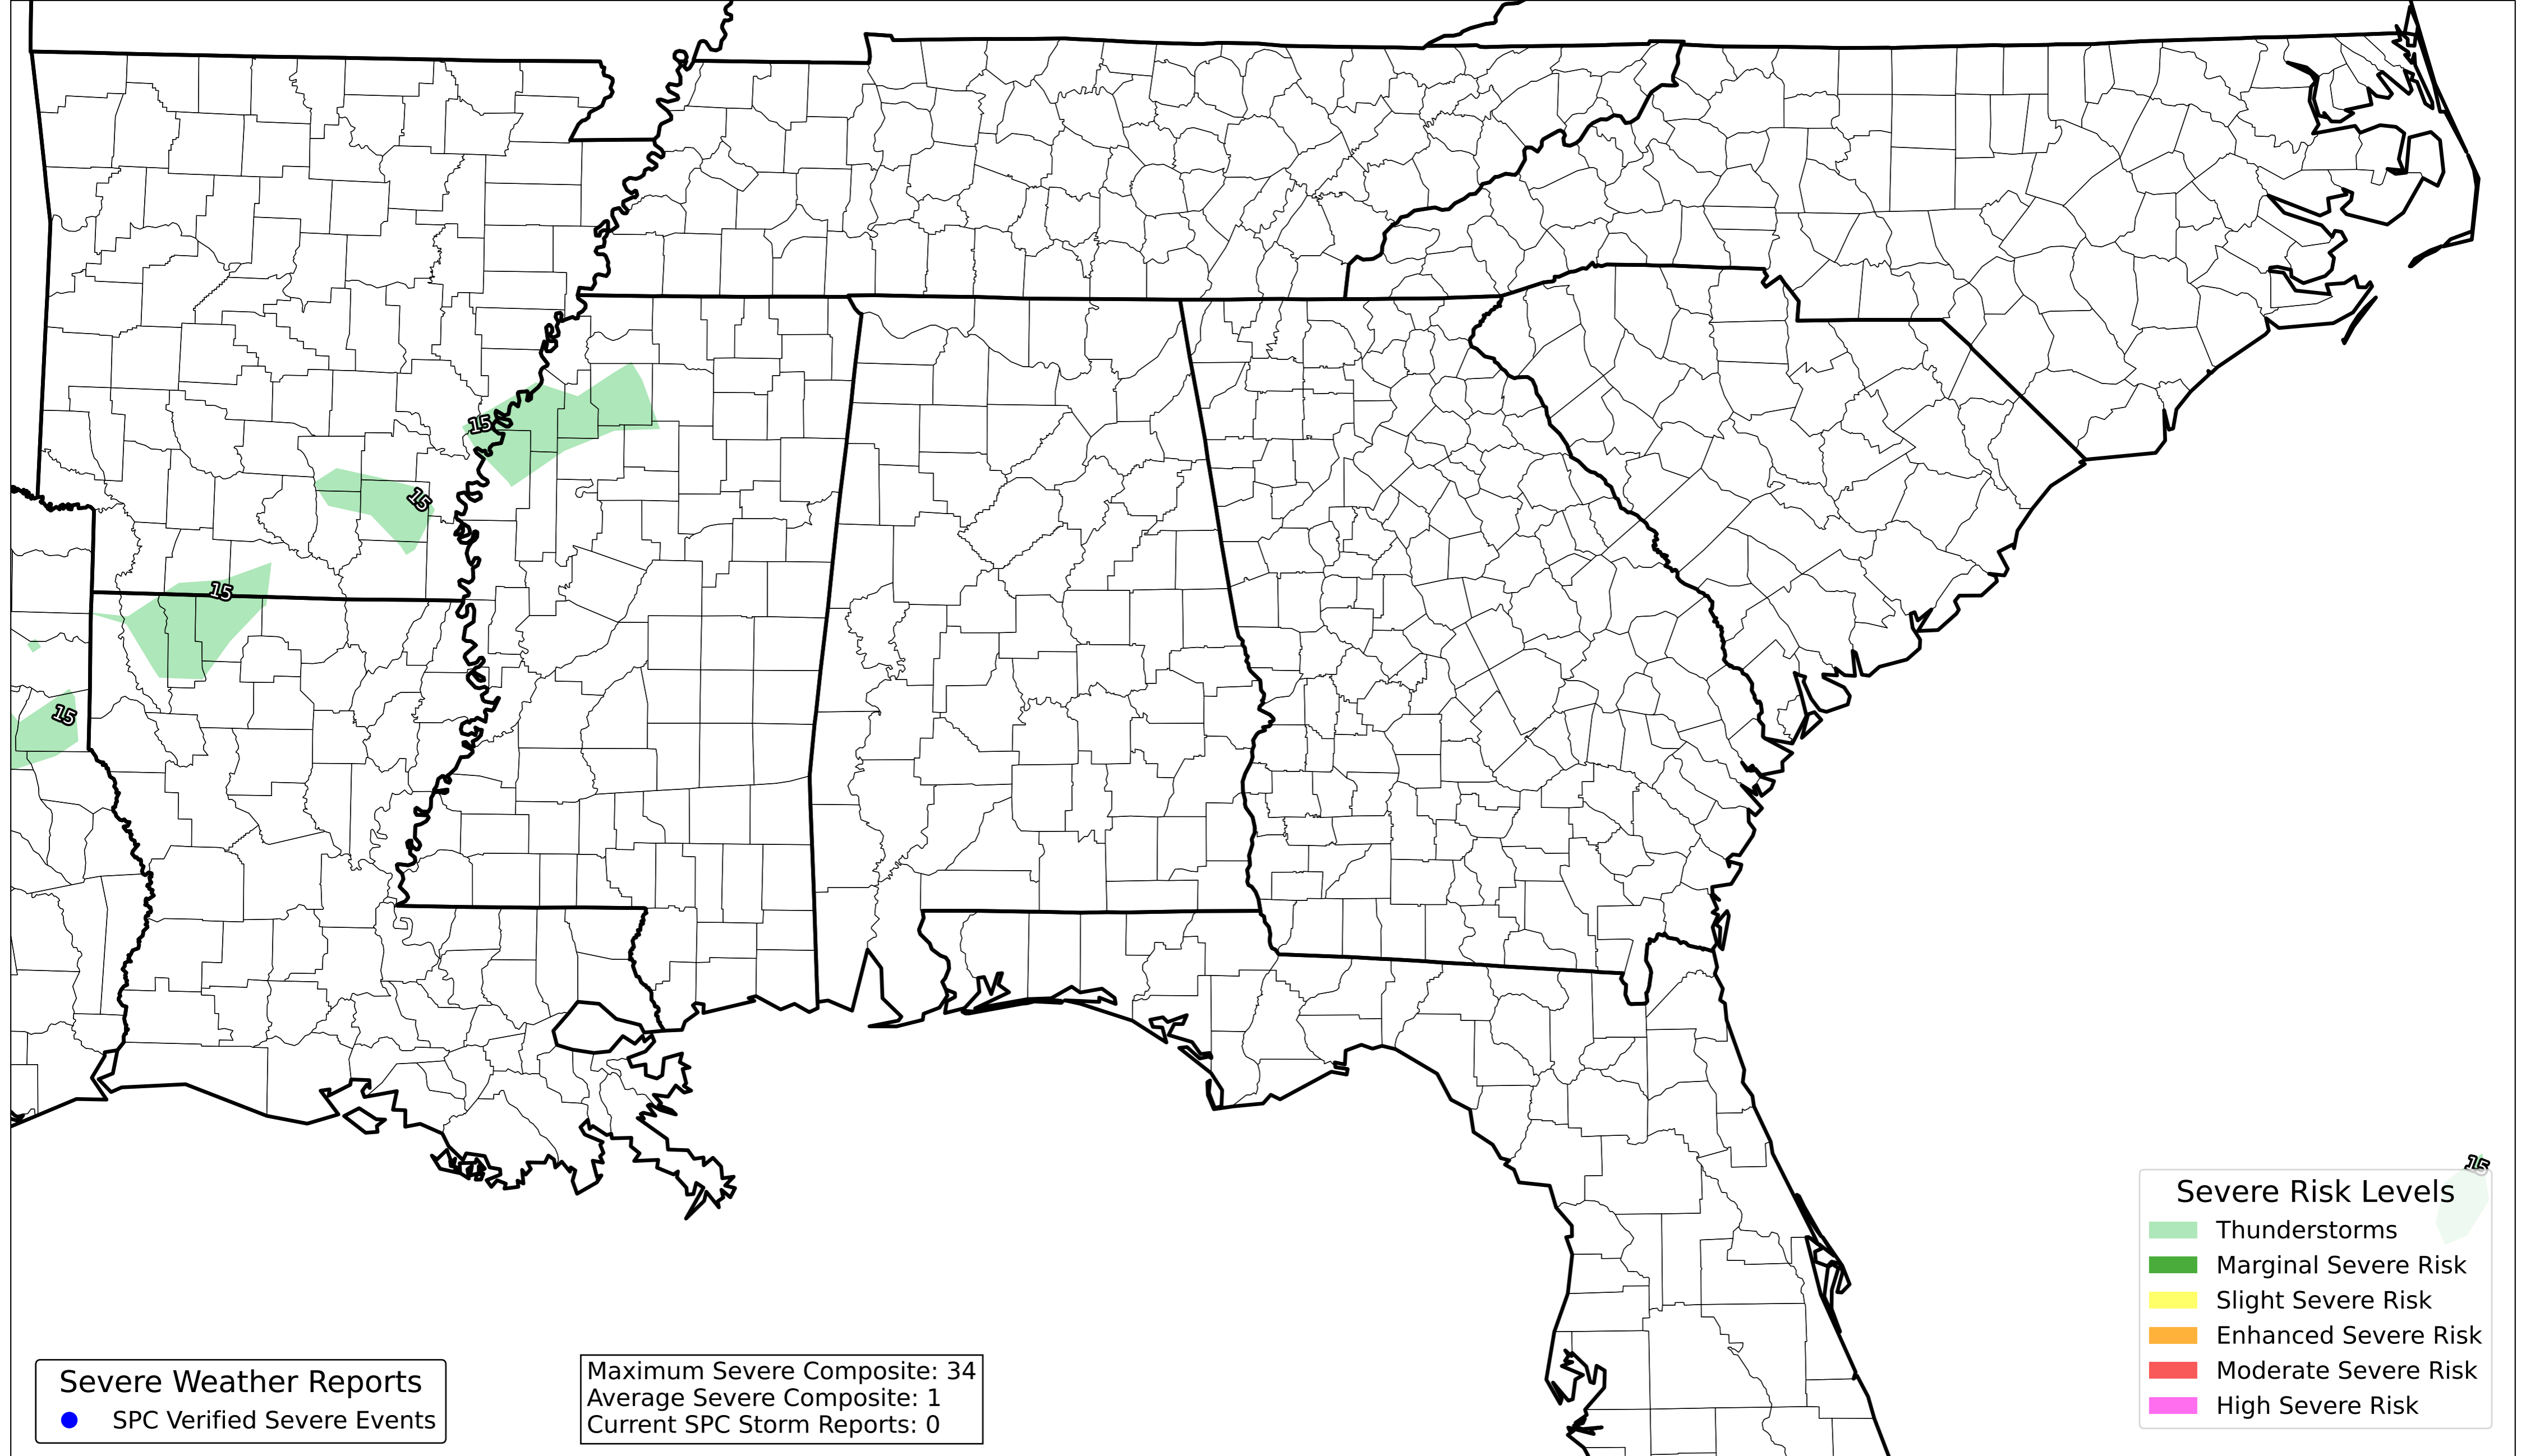 15
15
15
15
15
Severe Risk Levels
Thunderstorms
Marginal Severe Risk
Slight Severe Risk
Enhanced Severe Risk
Moderate Severe Risk
High Severe Risk
Severe Weather Reports
SPC Verified Severe Events
Maximum Severe Composite: 34
Average Severe Composite: 1
Current SPC Storm Reports: 0